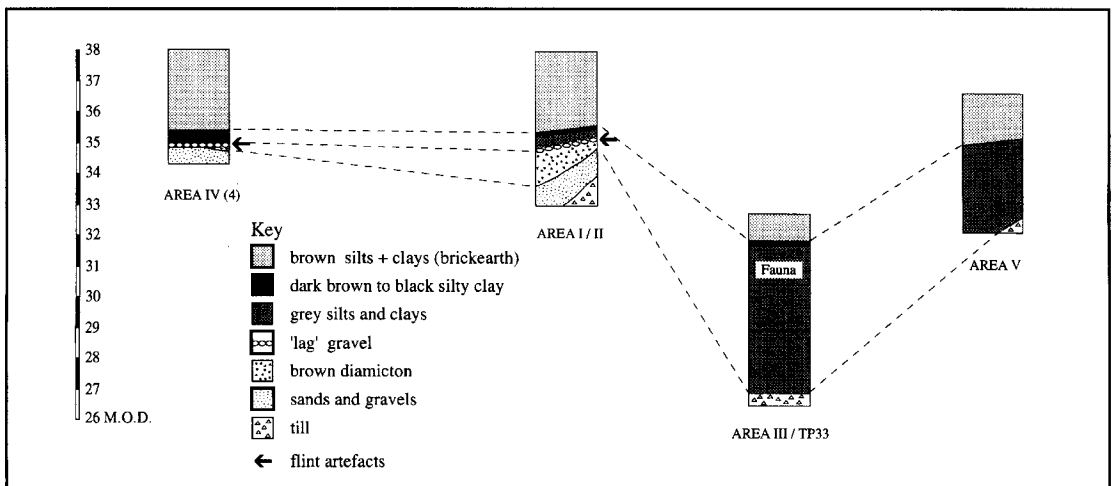 38
37
36
35
34
33
32
31
30
29
28
27
26 M.O.D.
AREA IV (4)
AREA I / II
Fauna
AREA III / TP33
AREA V
Key
brown silts + clays (brickearth)
dark brown to black silty clay
grey silts and clays
'lag' gravel
brown diamicton
sands and gravels
till
flint artefacts